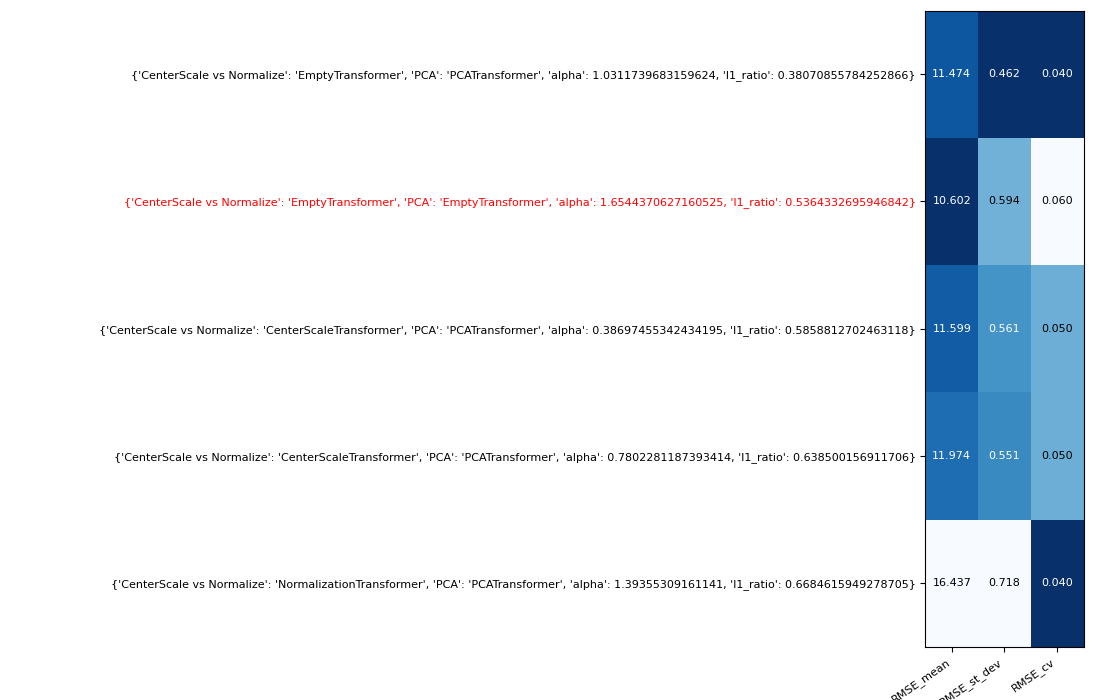 {'CenterScale vs Normalize': 'EmptyTransformer', 'PCA': 'PCATransformer', 'alpha': 1.0311739683159624, 'l1_ratio': 0.38070855784252866} 11.474 0.462 0.040
{'CenterScale vs Normalize': 'EmptyTransformer', 'PCA': 'EmptyTransformer', 'alpha': 1.6544370627160525, 'l1_ratio': 0.5364332695946842} 10.602 0.594 0.060
{'CenterScale vs Normalize': 'CenterScaleTransformer', 'PCA': 'PCATransformer', 'alpha': 0.38697455342434195, 'l1_ratio': 0.5858812702463118} 11.599 0.561 0.050
{'CenterScale vs Normalize': 'CenterScaleTransformer', 'PCA': 'PCATransformer', 'alpha': 0.7802281187393414, 'l1_ratio': 0.638500156911706} 11.974 0.551 0.050
{'CenterScale vs Normalize': 'NormalizationTransformer', 'PCA': 'PCATransformer', 'alpha': 1.39355309161141, 'l1_ratio': 0.6684615949278705} 16.437 0.718 0.040
RMSE_mean RMSE_st_dev RMSE_cv